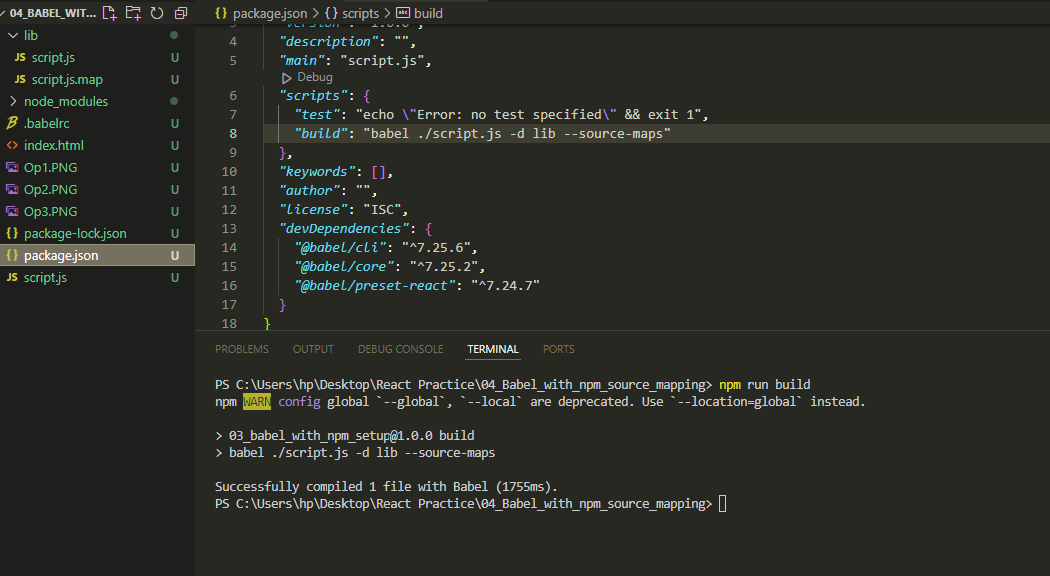 04_BABEL_WIT...
lib
JS script.js U
JS script.js.map U
node_modules
.babelrc U
index.html U
Op1.PNG U
Op2.PNG U
Op3.PNG U
{} package-lock.json U
{} package.json U
JS script.js U
{} package.json > {} scripts > abc build
4 "description": "",
5 "main": "script.js",
Debug
6 "scripts": {
7 "test": "echo \"Error: no test specified\" && exit 1",
8 "build": "babel ./script.js -d lib --source-maps"
9 },
10 "keywords": [],
11 "author": "",
12 "license": "ISC",
13 "devDependencies": {
14 "@babel/cli": "^7.25.6",
15 "@babel/core": "^7.25.2",
16 "@babel/preset-react": "^7.24.7"
17 }
18 }
PROBLEMS OUTPUT DEBUG CONSOLE TERMINAL PORTS
PS C:\Users\hp\Desktop\React Practice\04_Babel_with_npm_source_mapping> npm run build
npm WARN config global `--global`, `--local` are deprecated. Use `--location=global` instead.
> 03_babel_with_npm_setup@1.0.0 build
> babel ./script.js -d lib --source-maps
Successfully compiled 1 file with Babel (1755ms).
PS C:\Users\hp\Desktop\React Practice\04_Babel_with_npm_source_mapping>